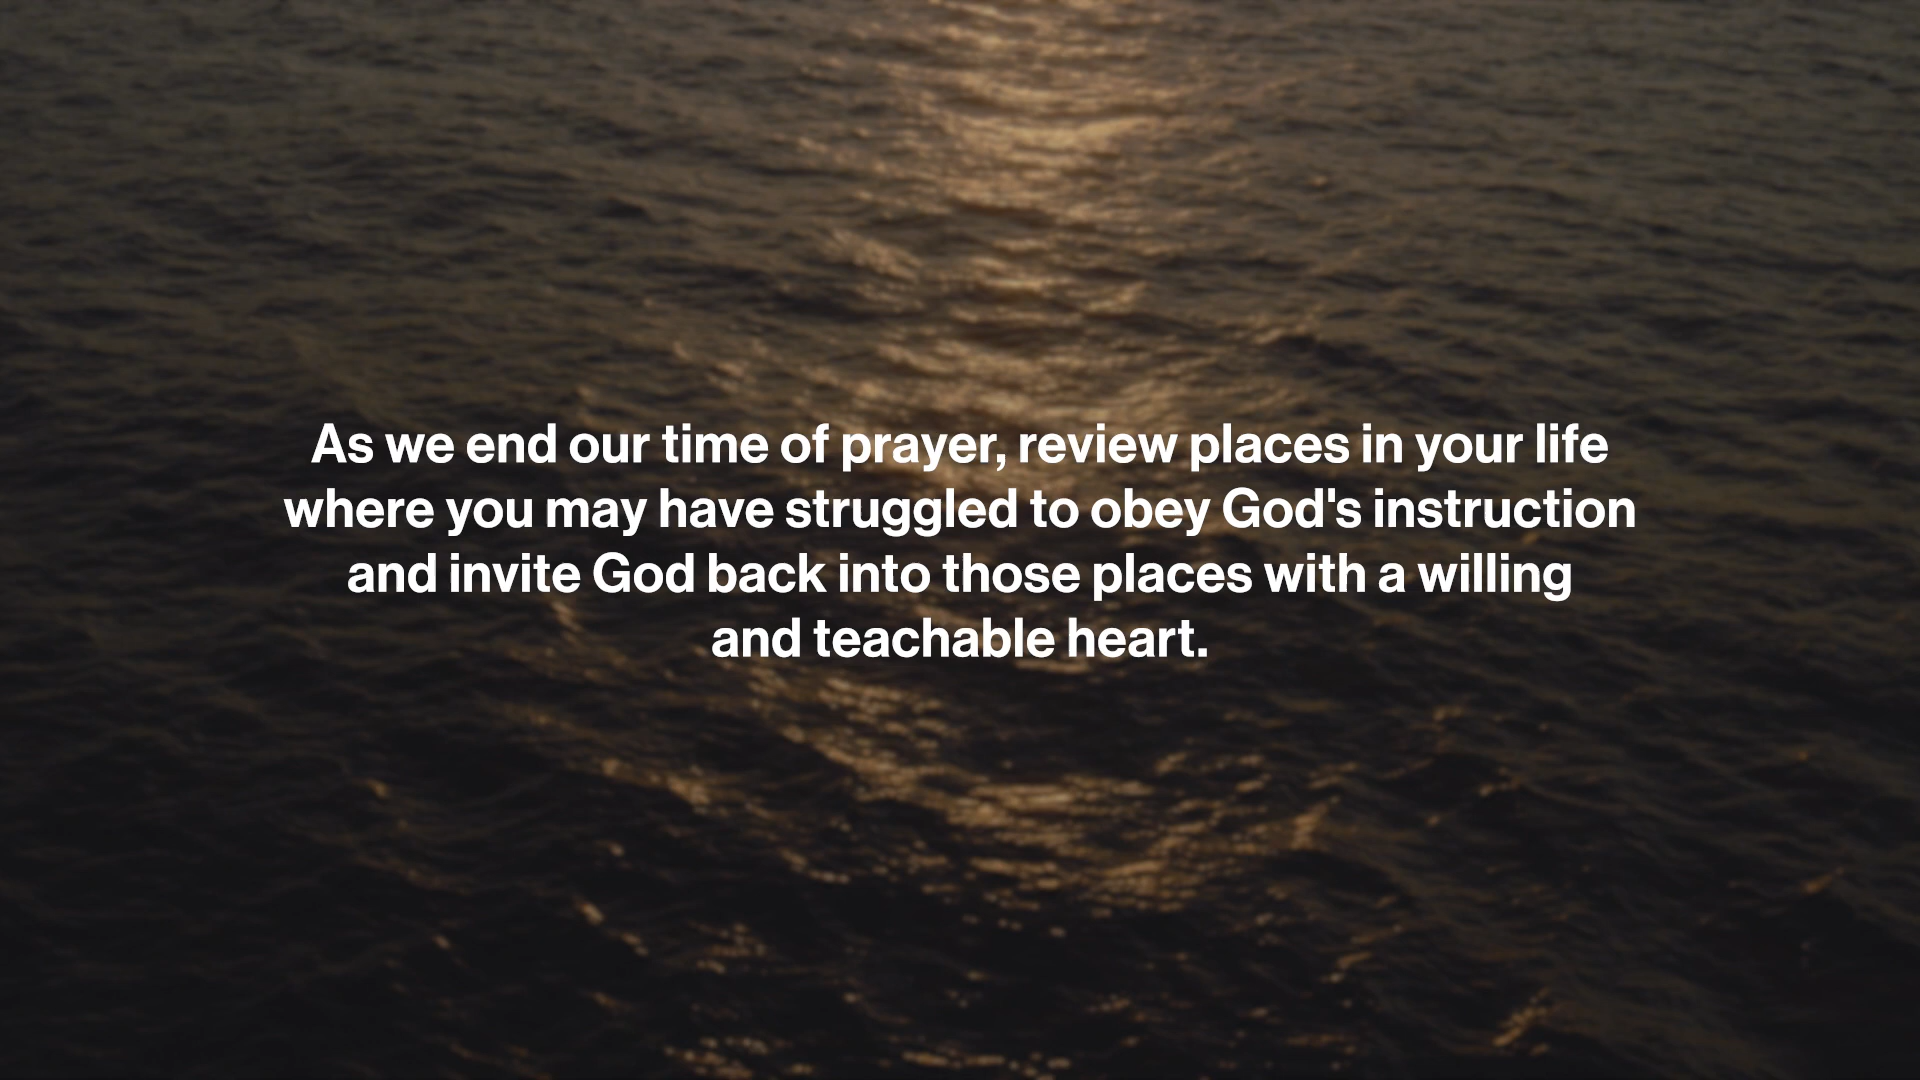 As we end our time of prayer, review places in your life
where you may have struggled to obey God's instruction
and invite God back into those places with a willing
and teachable heart.